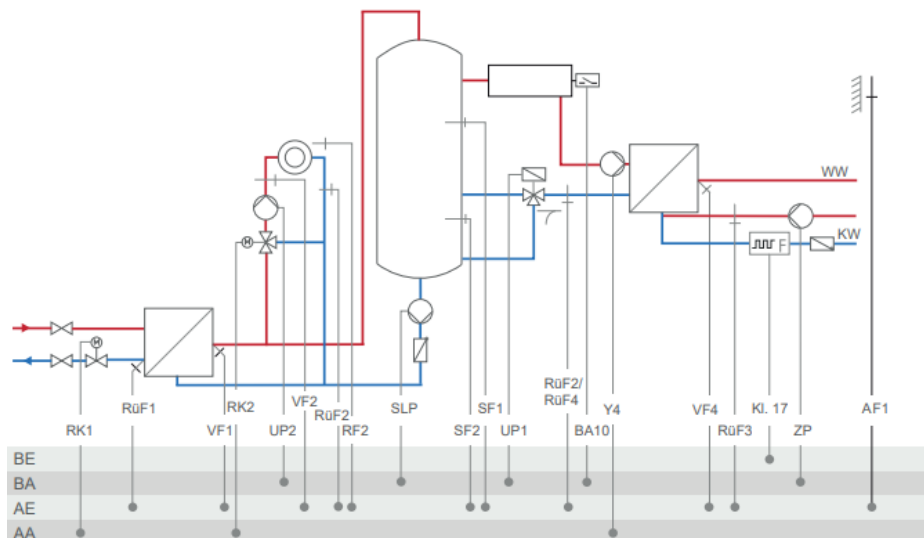 WW
F
KW
RüF2/
RüF4
RüF1
VF2
RüF2
SLP
SF1
Y4
VF4
Kl. 17
AF1
RK2
RK1
VF1
UP2
RF2
SF2
UP1
BA10
RüF3
ZP
BE
BA
AE
AA